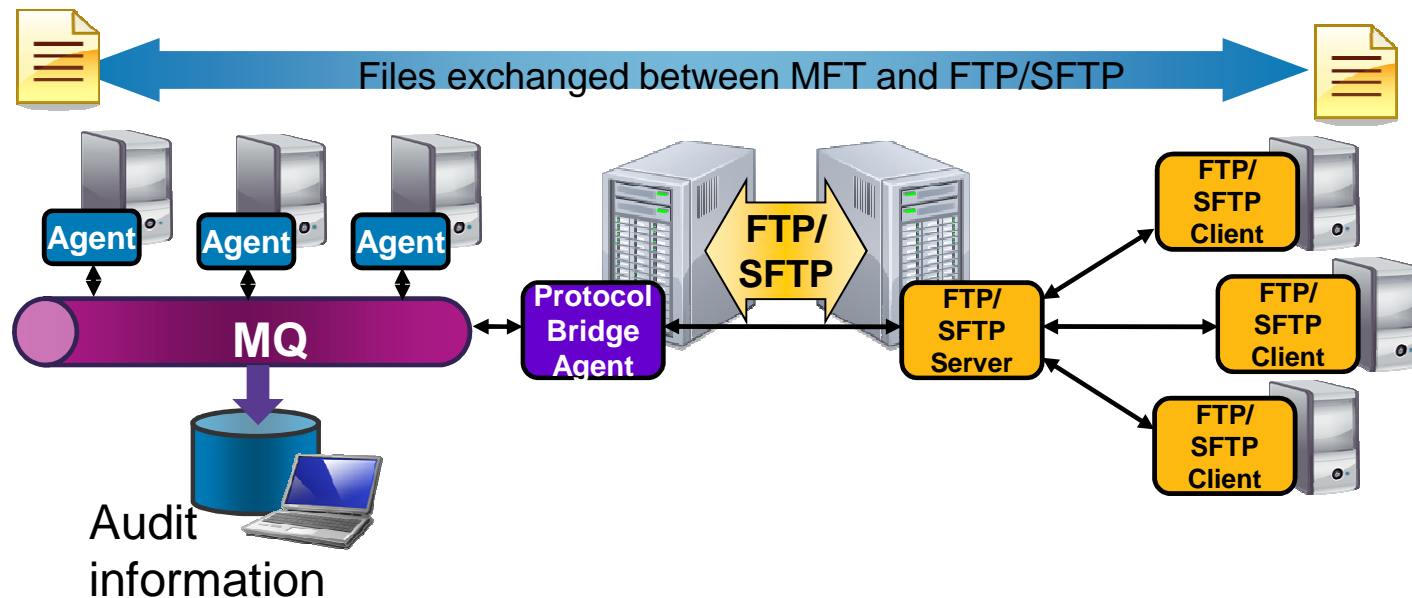 Files exchanged between MFT and FTP/SFTP
Agent
Agent
Agent
MQ
Protocol
Bridge
Agent
FTP/
SFTP
FTP/
SFTP
Server
FTP/
SFTP
Client
FTP/
SFTP
Client
FTP/
SFTP
Client
Audit
information